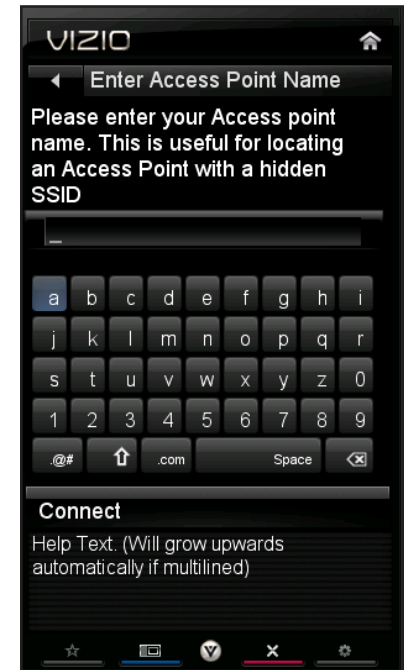 VIZIO
Enter Access Point Name
Please enter your Access point
name. This is useful for locating
an Access Point with a hidden
SSID
_
a b c d e f g h i
j k l m n o p q r
s t u v w x y z 0
1 2 3 4 5 6 7 8 9
.@# .com Space
Connect
Help Text. (Will grow upwards
automatically if multilined)
V